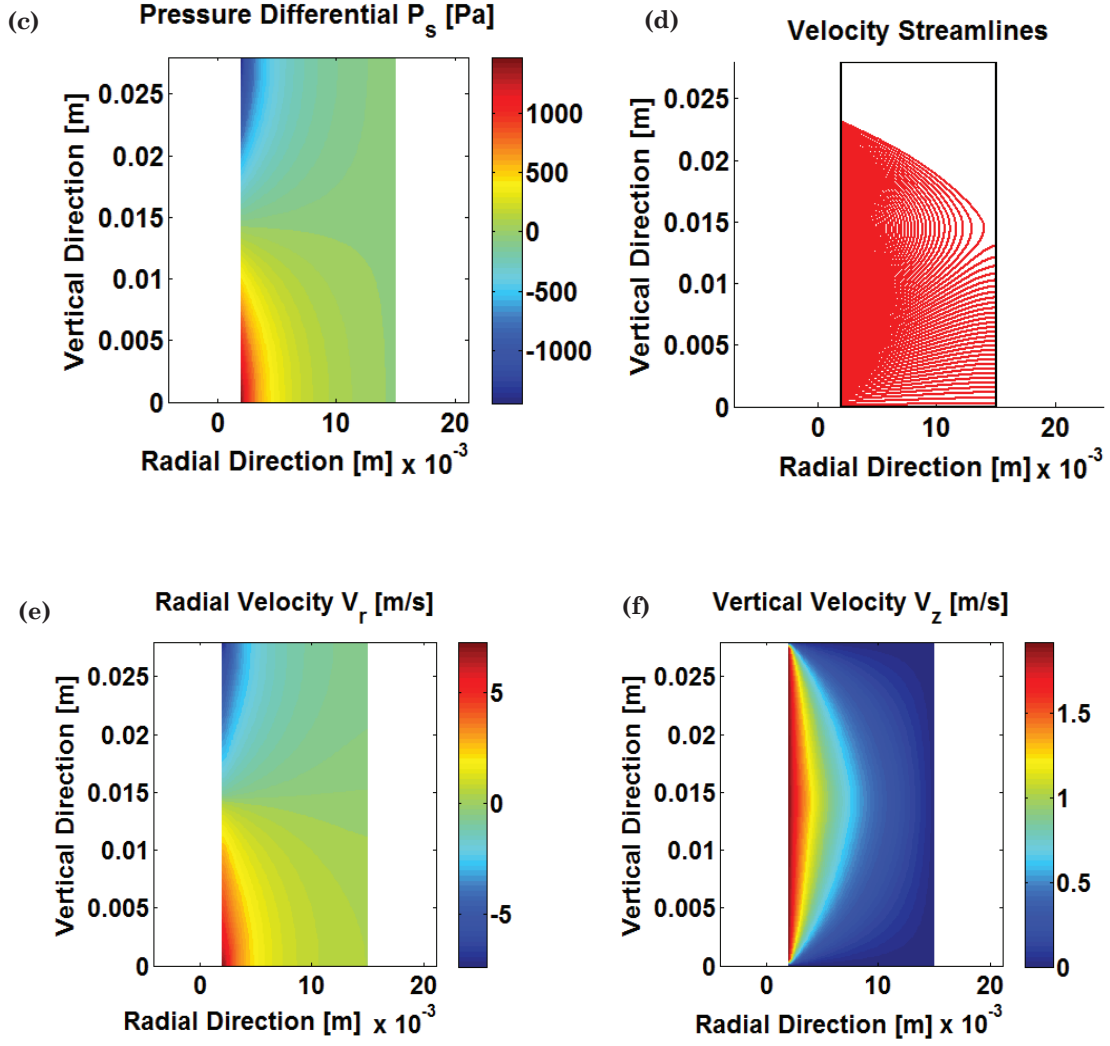 (c)
Pressure Differential P_s [Pa]
0.025
0.02
0.015
0.01
0.005
0
0 10 20
Vertical Direction [m]
Radial Direction [m] x 10^-3
1000
500
0
-500
-1000
(d)
Velocity Streamlines
0.025
0.02
0.015
0.01
0.005
0
0 10 20
Vertical Direction [m]
Radial Direction [m] x 10^-3
(e)
Radial Velocity V_r [m/s]
0.025
0.02
0.015
0.01
0.005
0
0 10 20
Vertical Direction [m]
Radial Direction [m] x 10^-3
5
0
-5
(f)
Vertical Velocity V_z [m/s]
0.025
0.02
0.015
0.01
0.005
0
0 10 20
Vertical Direction [m]
Radial Direction [m] x 10^-3
1.5
1
0.5
0